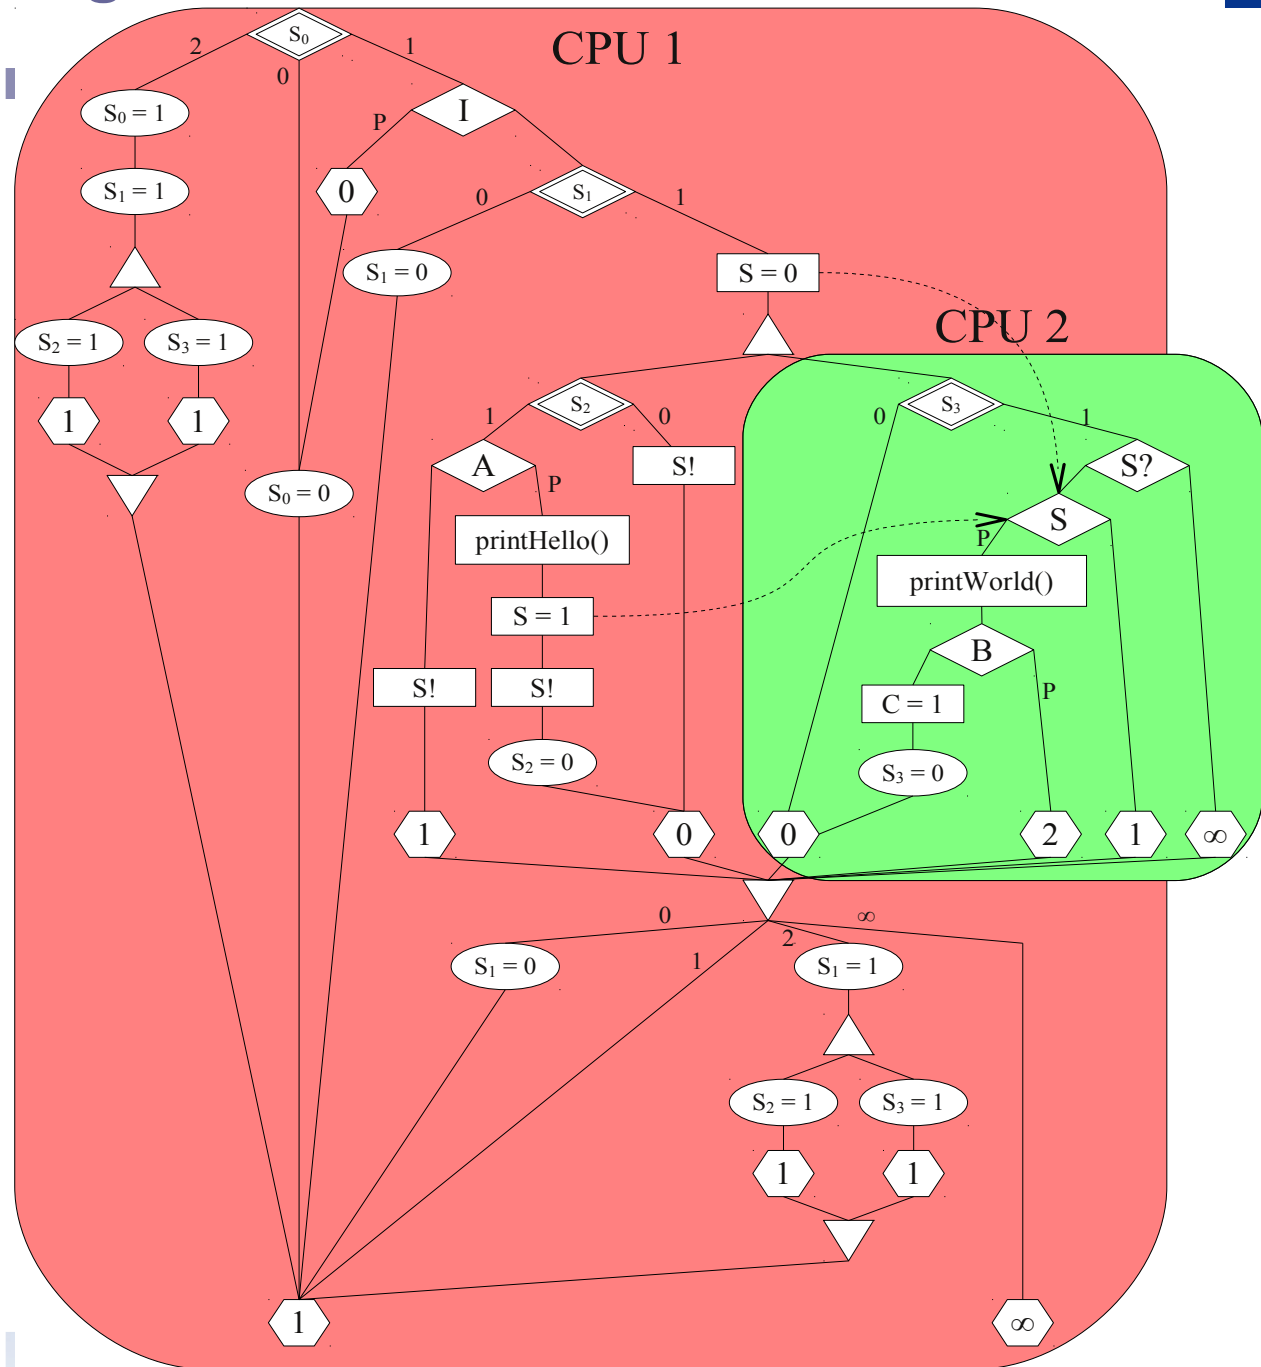 CPU 1
S₀
2
0
1
S₀ = 1
I
P
S₁ = 1
0
S₁
0
1
S₁ = 0
S = 0
CPU 2
S₂ = 1
S₃ = 1
S₂
S₃
1
0
0
1
1
1
A
S!
S?
P
S₀ = 0
S
P
printHello()
printWorld()
S = 1
B
S!
S!
P
C = 1
S₂ = 0
S₃ = 0
1
0
0
2
1
∞
0
1
2
∞
S₁ = 0
S₁ = 1
S₂ = 1
S₃ = 1
1
1
1
∞